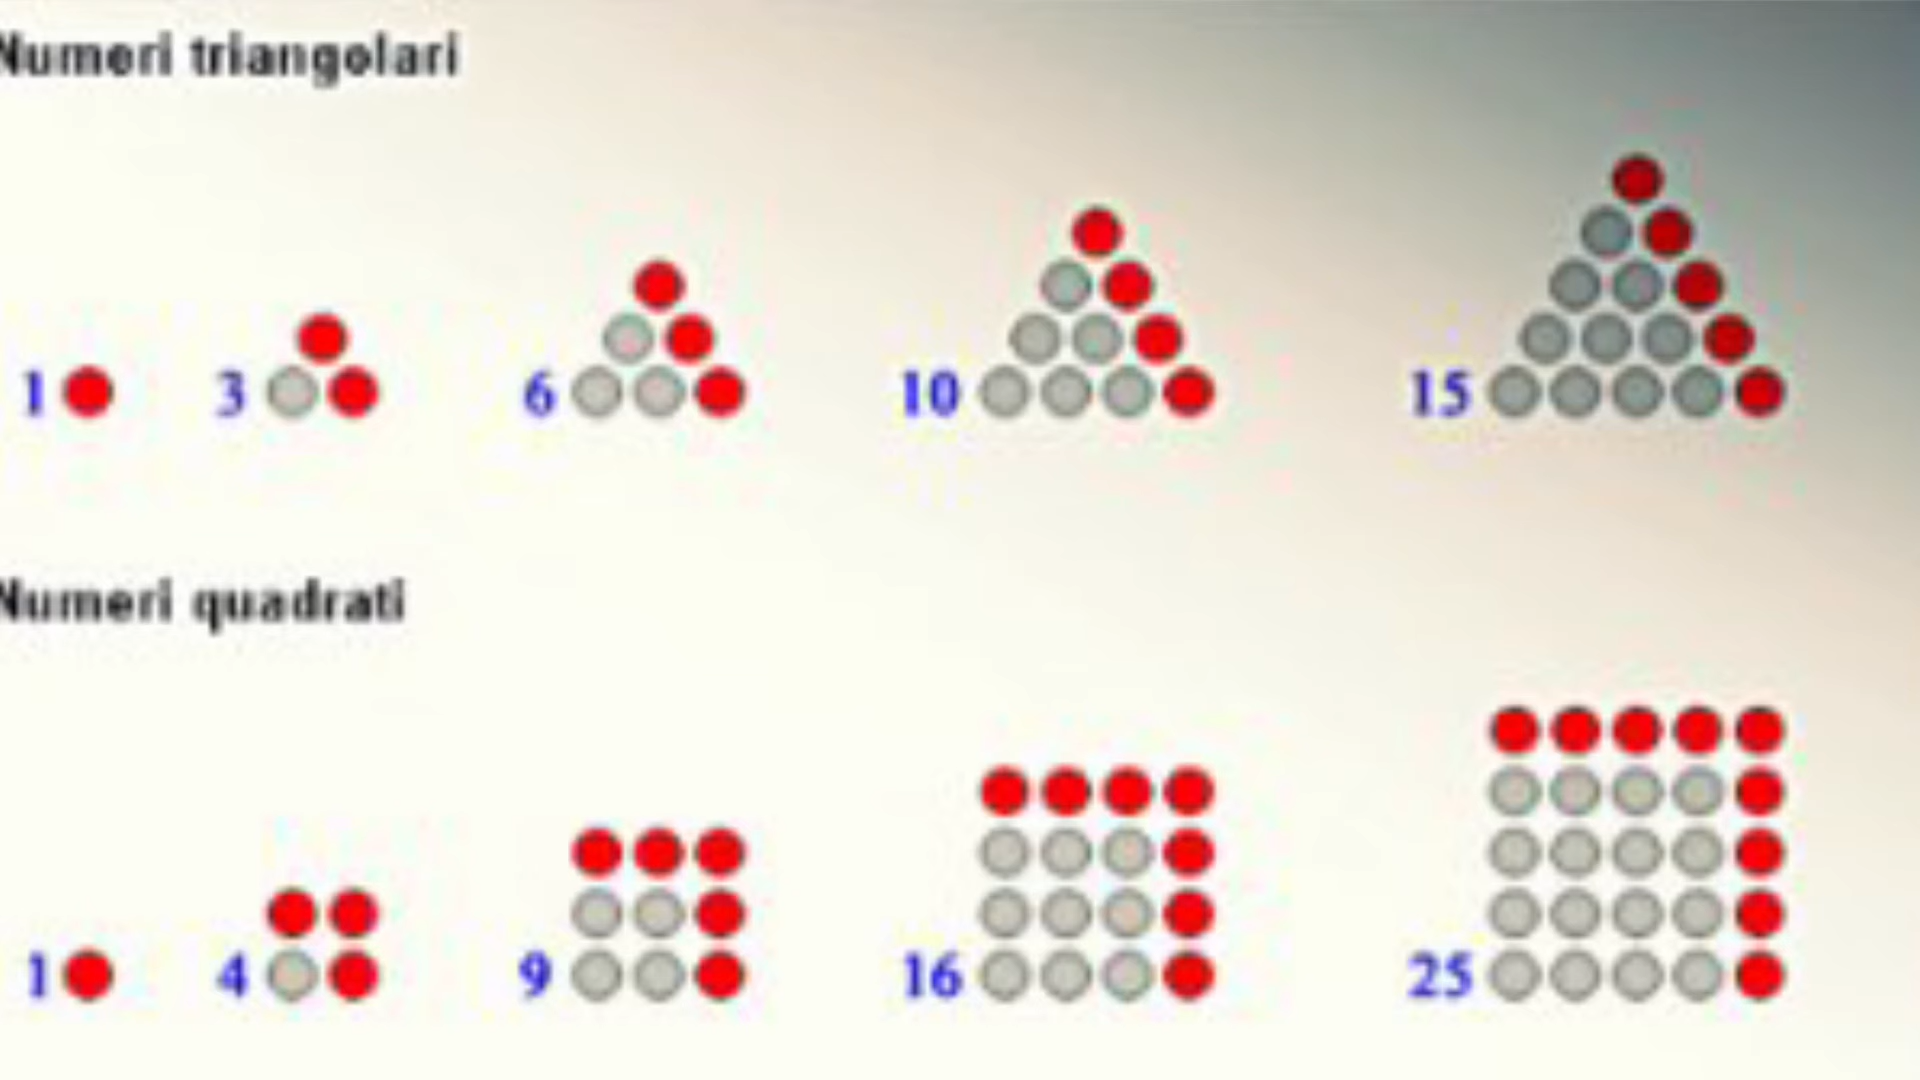 Numeri triangolari
1 3 6 10 15
Numeri quadrati
1 4 9 16 25